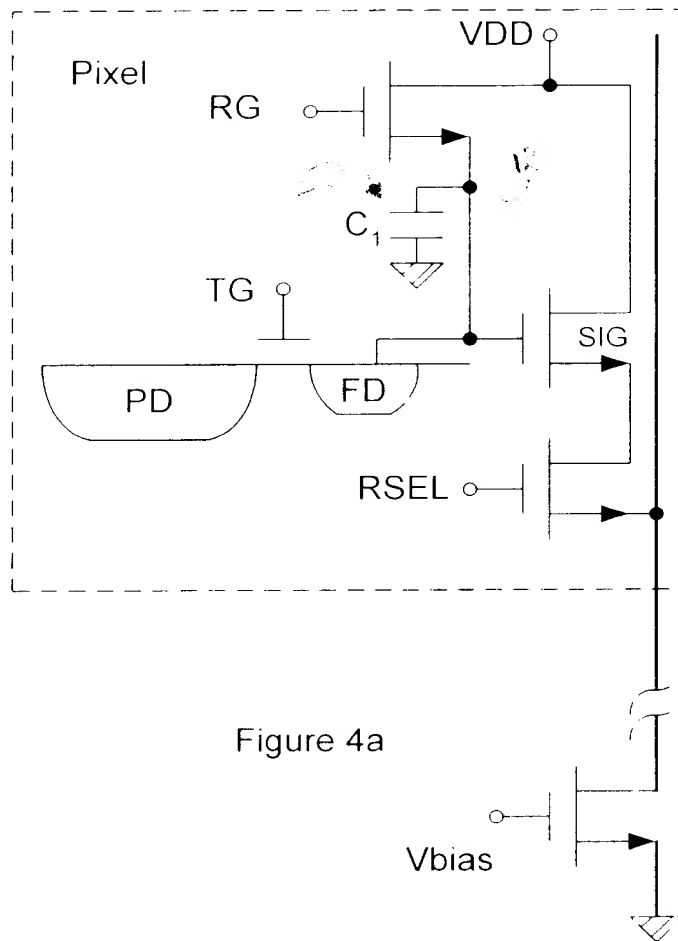 VDD
Pixel
RG
C₁
TG
SIG
PD
FD
RSEL
Figure 4a
Vbias